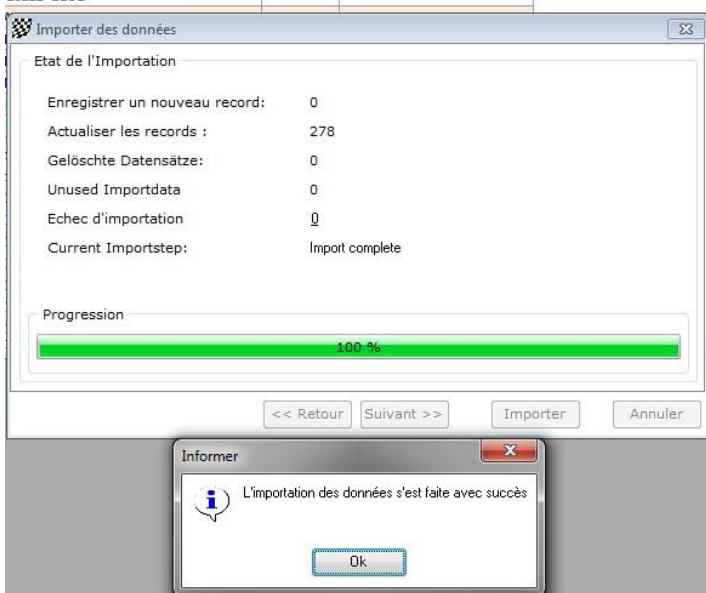 Importer des données
Etat de l'Importation
Enregistrer un nouveau record: 0
Actualiser les records : 278
Gelöschte Datensätze: 0
Unused Importdata 0
Echec d'importation 0
Current Importstep: Import complete
Progression
100 %
<< Retour Suivant >> Importer Annuler
Informer
L'importation des données s'est faite avec succès
Ok